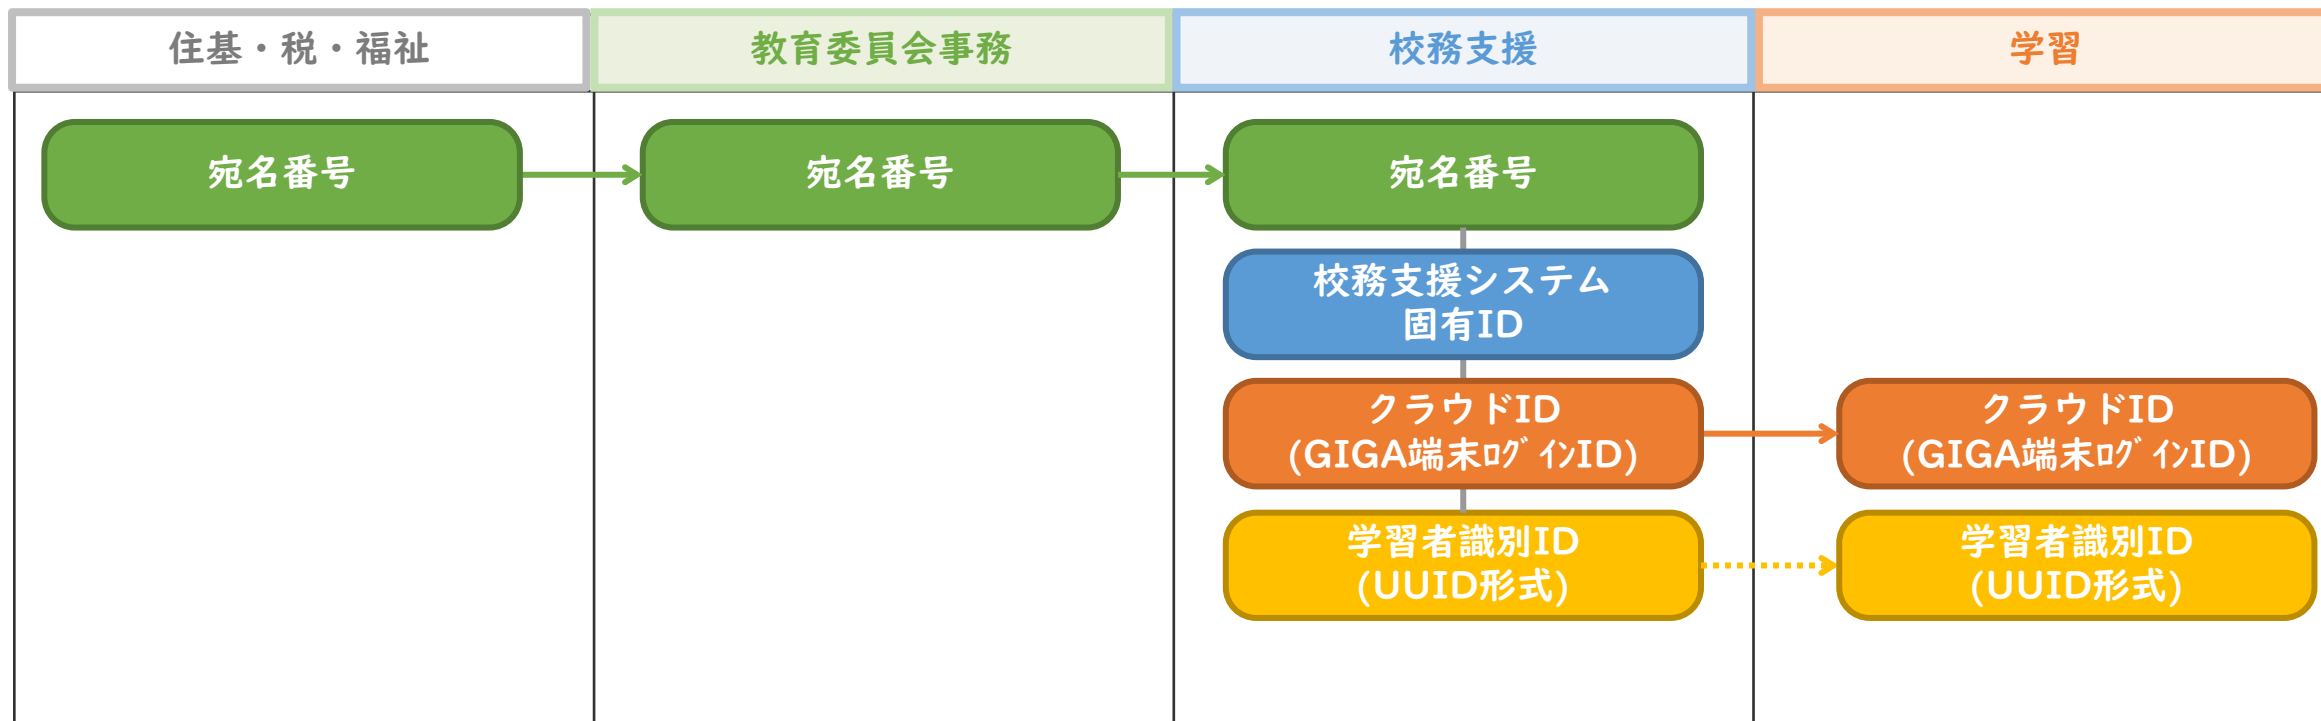 住基・税・福祉
教育委員会事務
校務支援
学習
宛名番号
宛名番号
宛名番号
校務支援システム
固有ID
クラウドID
(GIGA端末ﾛｸﾞｲﾝID)
クラウドID
(GIGA端末ﾛｸﾞｲﾝID)
学習者識別ID
(UUID形式)
学習者識別ID
(UUID形式)